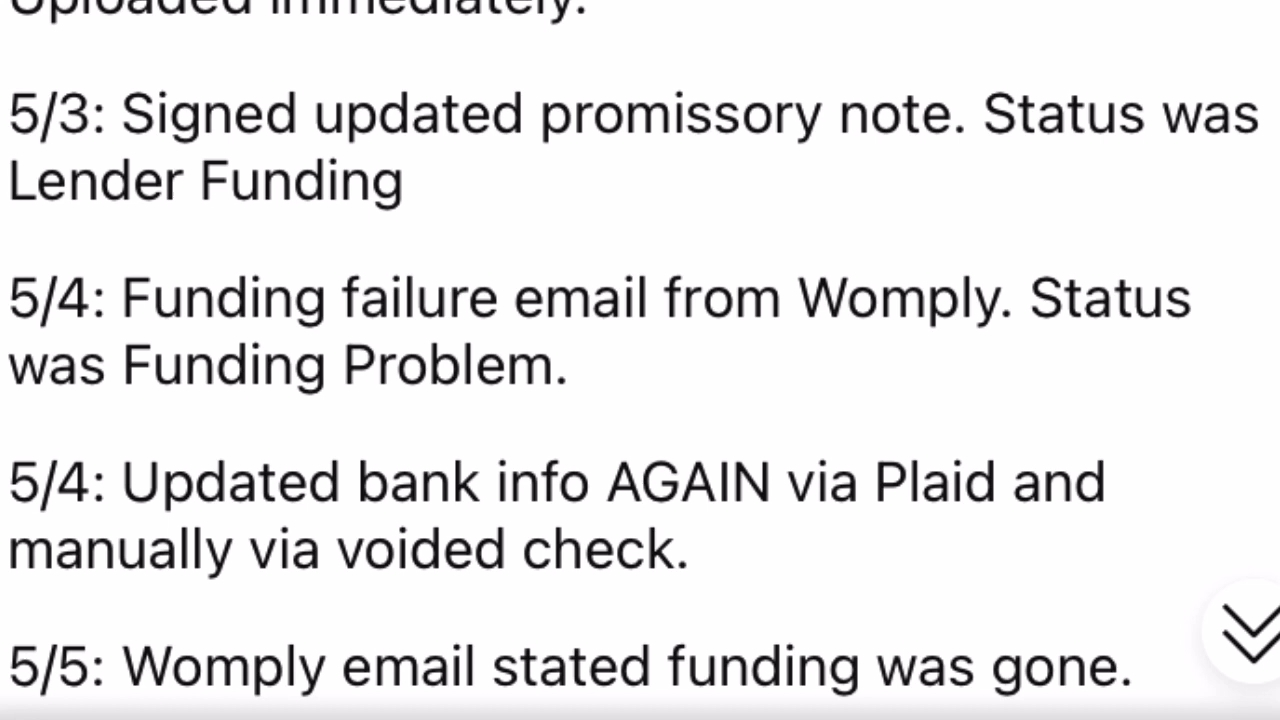 Uploaded immediately.
5/3: Signed updated promissory note. Status was
Lender Funding
5/4: Funding failure email from Womply. Status
was Funding Problem.
5/4: Updated bank info AGAIN via Plaid and
manually via voided check.
5/5: Womply email stated funding was gone.